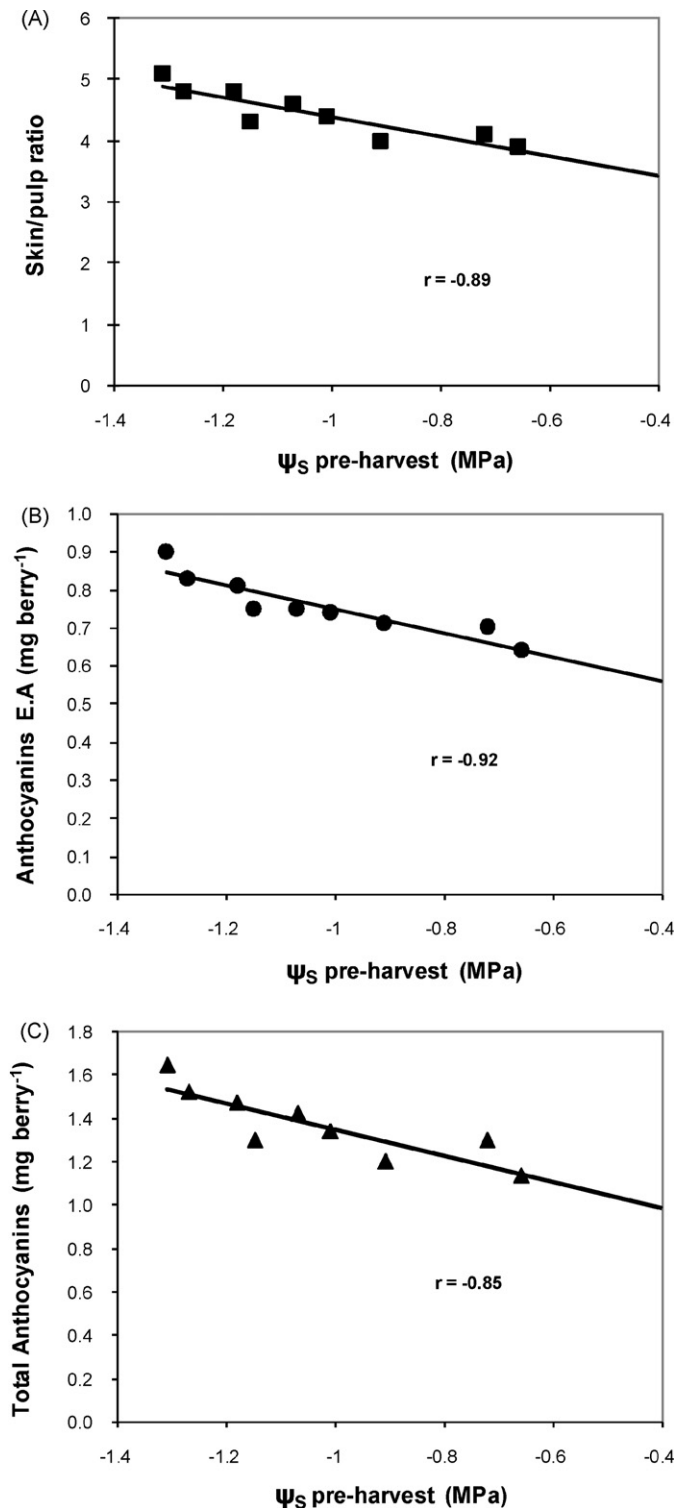 (A)
6
5
4
3
2
1
0
Skin/pulp ratio
r = -0.89
-1.4 -1.2 -1 -0.8 -0.6 -0.4
ΨS pre-harvest (MPa)
(B)
1.0
0.9
0.8
0.7
0.6
0.5
0.4
0.3
0.2
0.1
0.0
Anthocyanins E.A (mg berry⁻¹)
r = -0.92
-1.4 -1.2 -1 -0.8 -0.6 -0.4
ΨS pre-harvest (MPa)
(C)
1.8
1.6
1.4
1.2
1.0
0.8
0.6
0.4
0.2
0.0
Total Anthocyanins (mg berry⁻¹)
r = -0.85
-1.4 -1.2 -1 -0.8 -0.6 -0.4
ΨS pre-harvest (MPa)